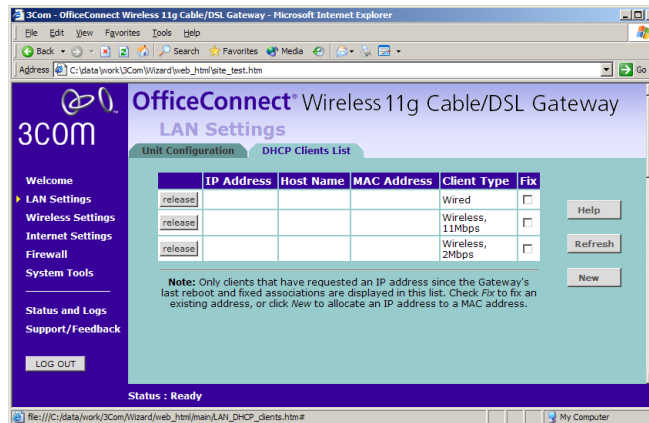 3Com - OfficeConnect Wireless 11g Cable/DSL Gateway - Microsoft Internet Explorer
File Edit View Favorites Tools Help
Back Search Favorites Media
Address C:\data\work\3Com\Wizard\web_html\site_test.htm Go
3COM
OfficeConnect® Wireless 11g Cable/DSL Gateway
LAN Settings
Unit Configuration DHCP Clients List
Welcome
LAN Settings
Wireless Settings
Internet Settings
Firewall
System Tools
Status and Logs
Support/Feedback
LOG OUT
IP Address Host Name MAC Address Client Type Fix
release Wired
release Wireless, 11Mbps
release Wireless, 2Mbps
Help
Refresh
New
Note: Only clients that have requested an IP address since the Gateway's
last reboot and fixed associations are displayed in this list. Check Fix to fix an
existing address, or click New to allocate an IP address to a MAC address.
Status : Ready
file:///C:/data/work/3Com/Wizard/web_html/main/LAN_DHCP_clients.htm# My Computer